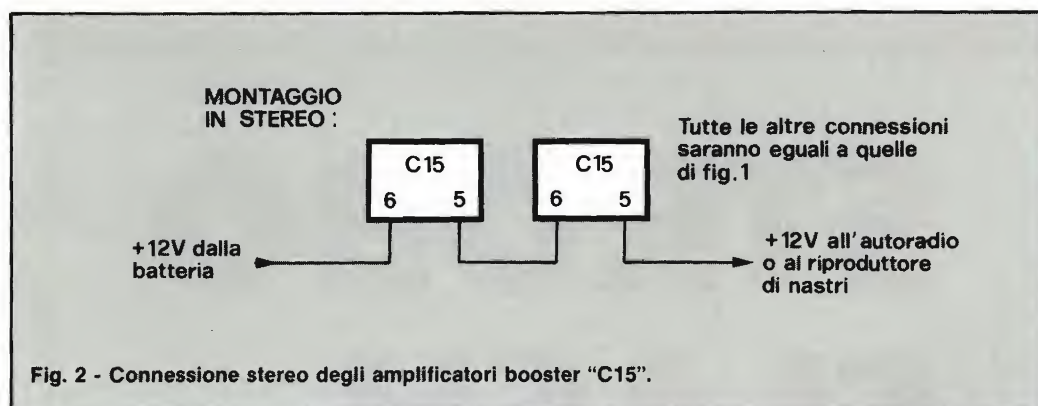 MONTAGGIO
IN STEREO :
C15
6 5
C15
6 5
Tutte le altre connessioni
saranno eguali a quelle
di fig.1
+12V dalla
batteria
+12V all'autoradio
o al riproduttore
di nastri
Fig. 2 - Connessione stereo degli amplificatori booster “C15”.